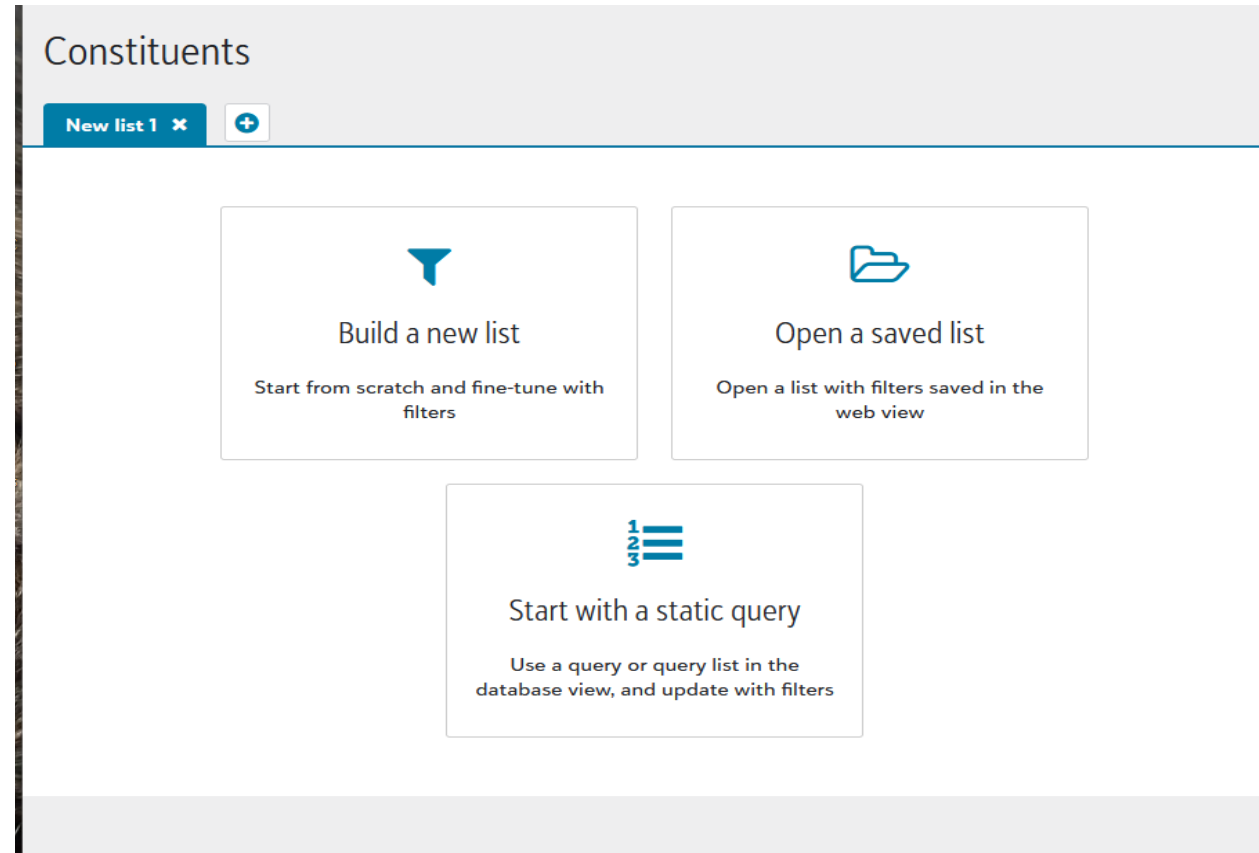 Constituents
New list 1 ✖
Build a new list
Start from scratch and fine-tune with
filters
Open a saved list
Open a list with filters saved in the
web view
1
2
3
Start with a static query
Use a query or query list in the
database view, and update with filters